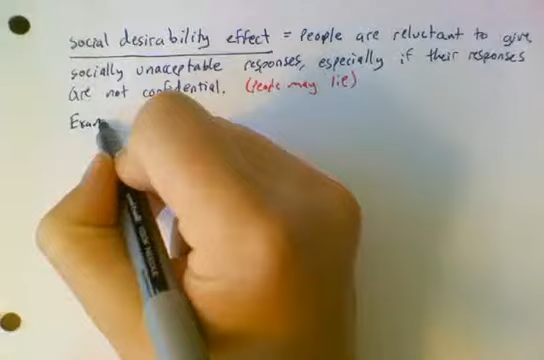 social desirability effect = People are reluctant to give
socially unacceptable responses, especially if their responses
are not confidential. (people may lie)
Exam